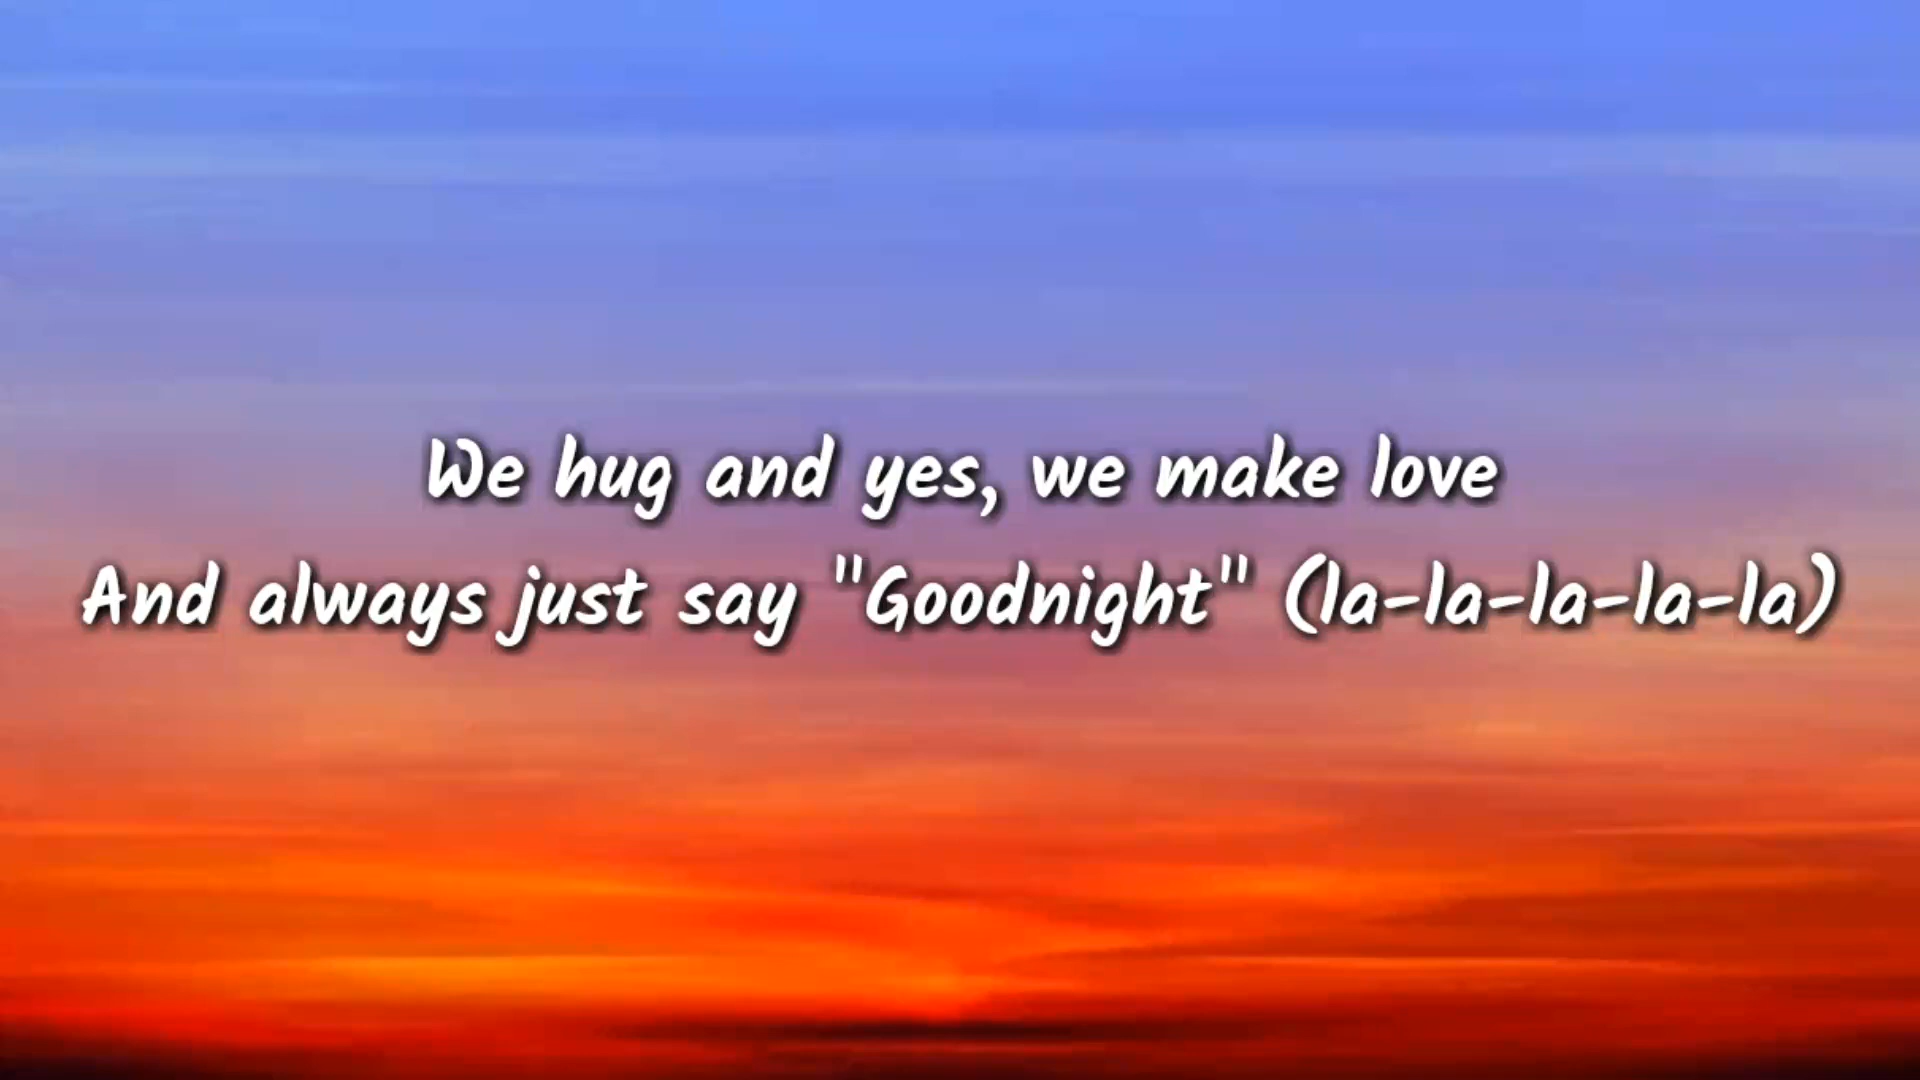 We hug and yes, we make love
And always just say "Goodnight" (la-la-la-la-la)